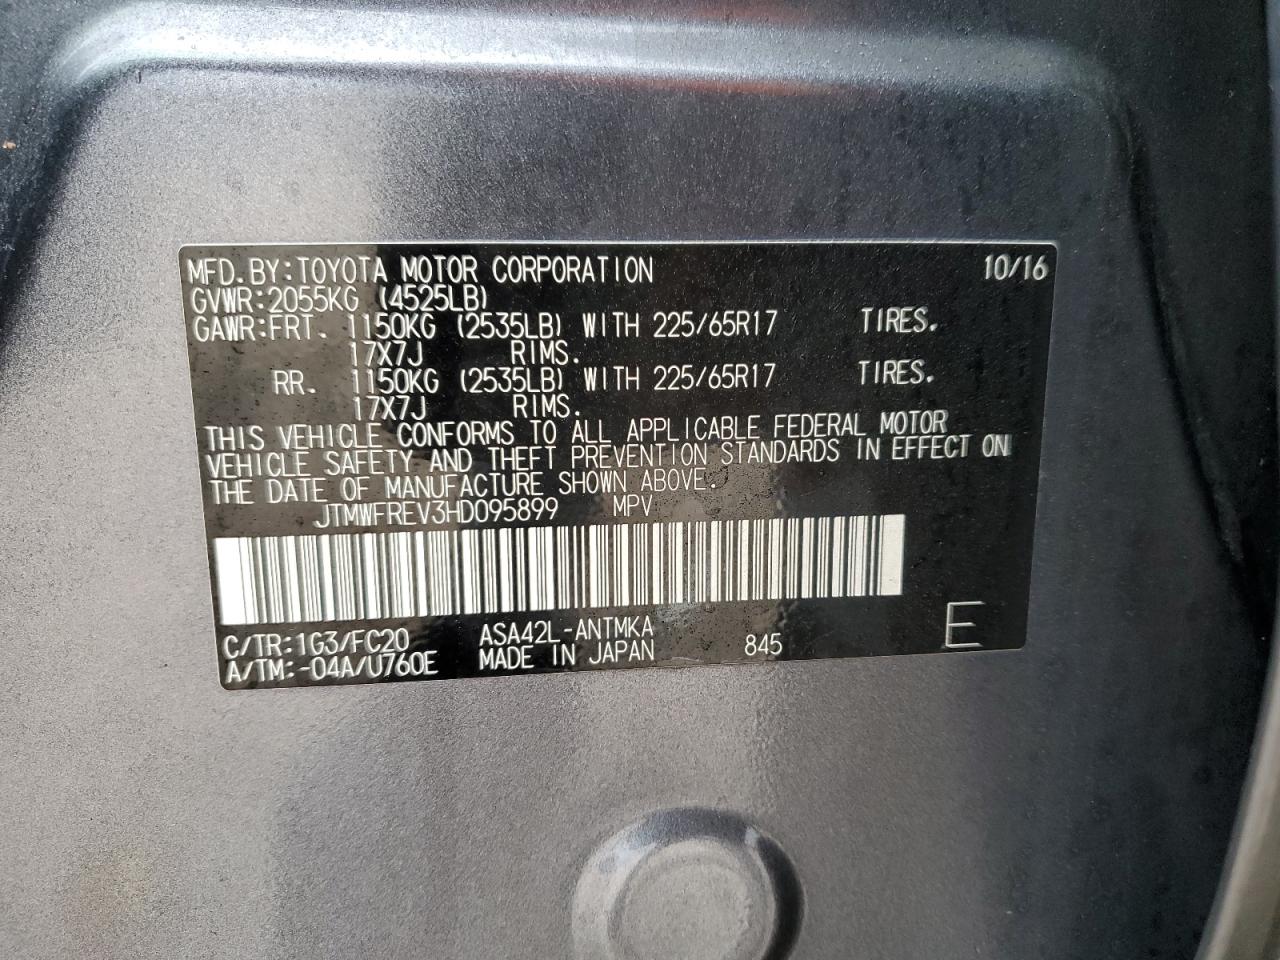 MFD.BY:TOYOTA MOTOR CORPORATION 10/16
GVWR:2055KG (4525LB)
GAWR:FRT. 1150KG (2535LB) WITH 225/65R17 TIRES.
17X7J RIMS.
RR. 1150KG (2535LB) WITH 225/65R17 TIRES.
17X7J RIMS.
THIS VEHICLE CONFORMS TO ALL APPLICABLE FEDERAL MOTOR
VEHICLE SAFETY AND THEFT PREVENTION STANDARDS IN EFFECT ON
THE DATE OF MANUFACTURE SHOWN ABOVE.
JTMWFREV3HD095899 MPV
C/TR:1G3/FC20 ASA42L-ANTMKA 845 E
A/TM:-04A/U760E MADE IN JAPAN